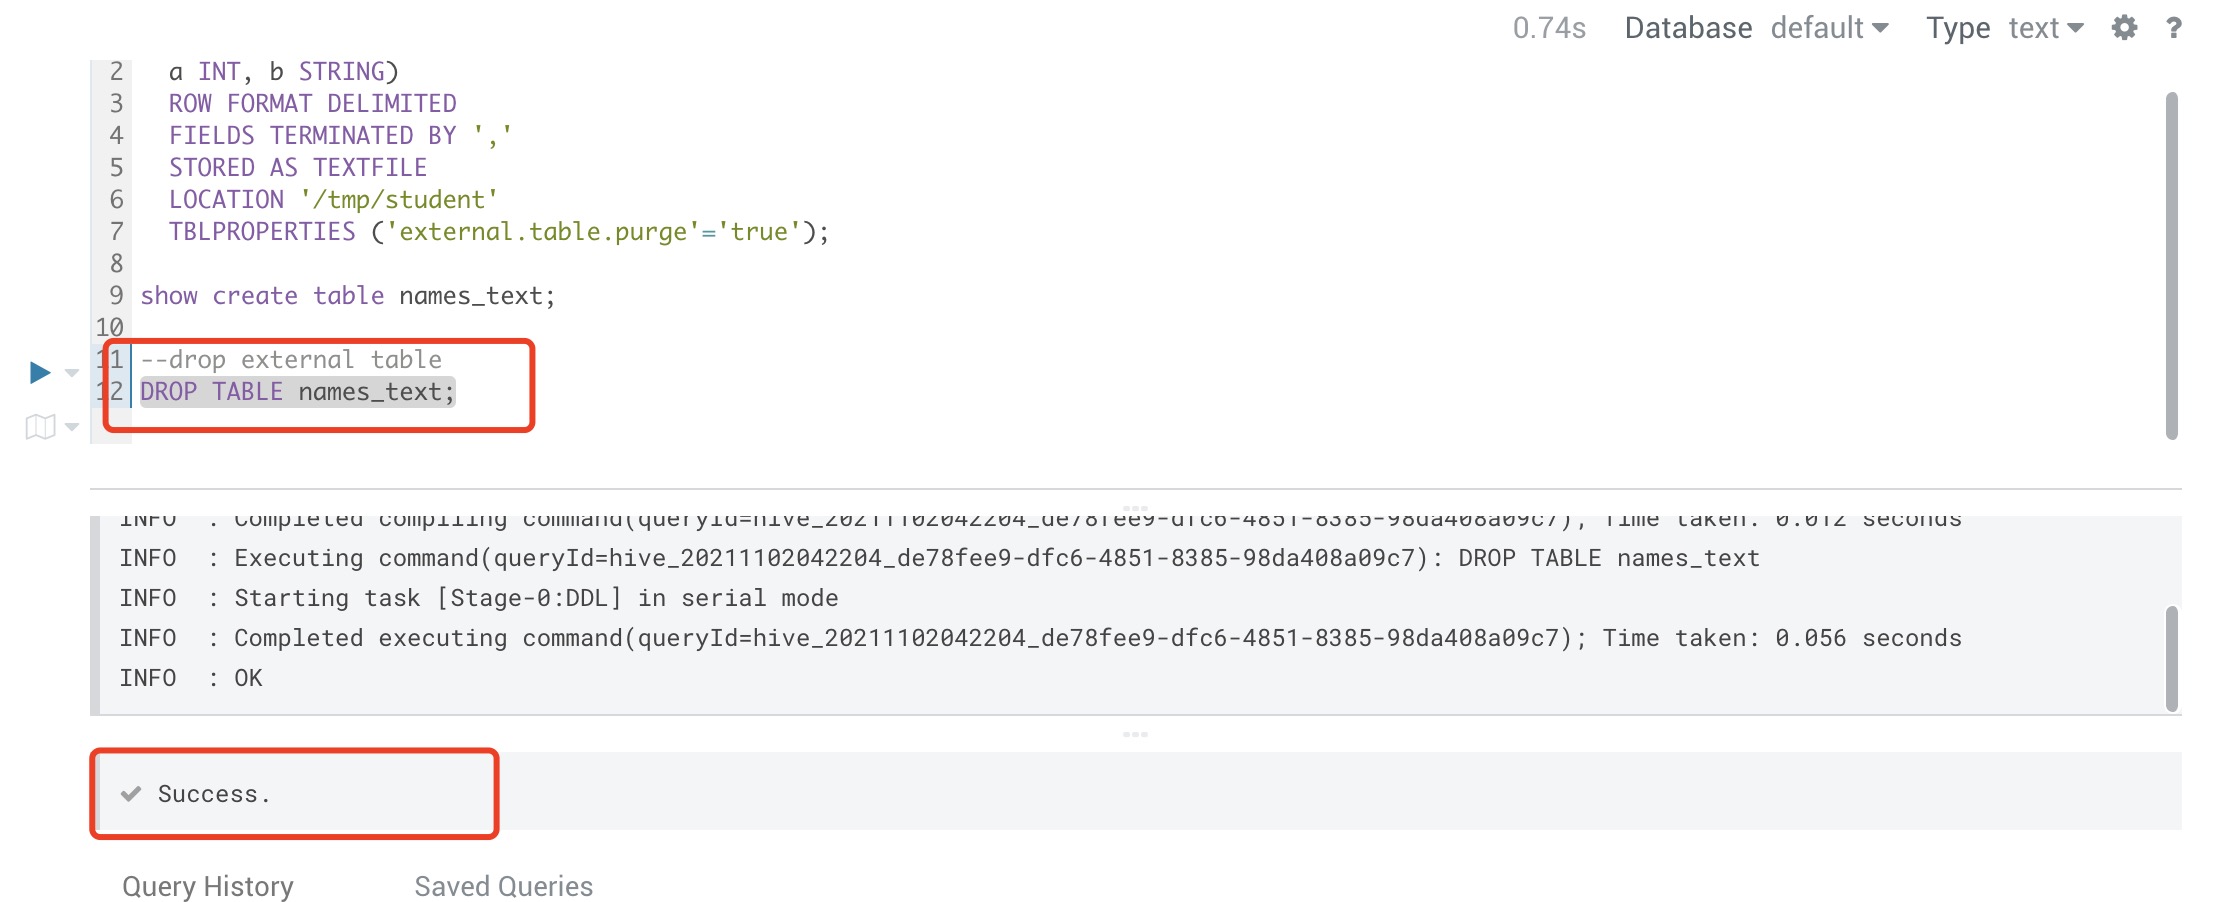 0.74s Database default Type text ?
2 a INT, b STRING)
3 ROW FORMAT DELIMITED
4 FIELDS TERMINATED BY ','
5 STORED AS TEXTFILE
6 LOCATION '/tmp/student'
7 TBLPROPERTIES ('external.table.purge'='true');
8
9 show create table names_text;
10
11 --drop external table
12 DROP TABLE names_text;
INFO : Completed compiling command(queryId=hive_20211102042204_de78fee9-dfc6-4851-8385-98da408a09c7); Time taken: 0.012 seconds
INFO : Executing command(queryId=hive_20211102042204_de78fee9-dfc6-4851-8385-98da408a09c7): DROP TABLE names_text
INFO : Starting task [Stage-0:DDL] in serial mode
INFO : Completed executing command(queryId=hive_20211102042204_de78fee9-dfc6-4851-8385-98da408a09c7); Time taken: 0.056 seconds
INFO : OK
Success.
Query History Saved Queries